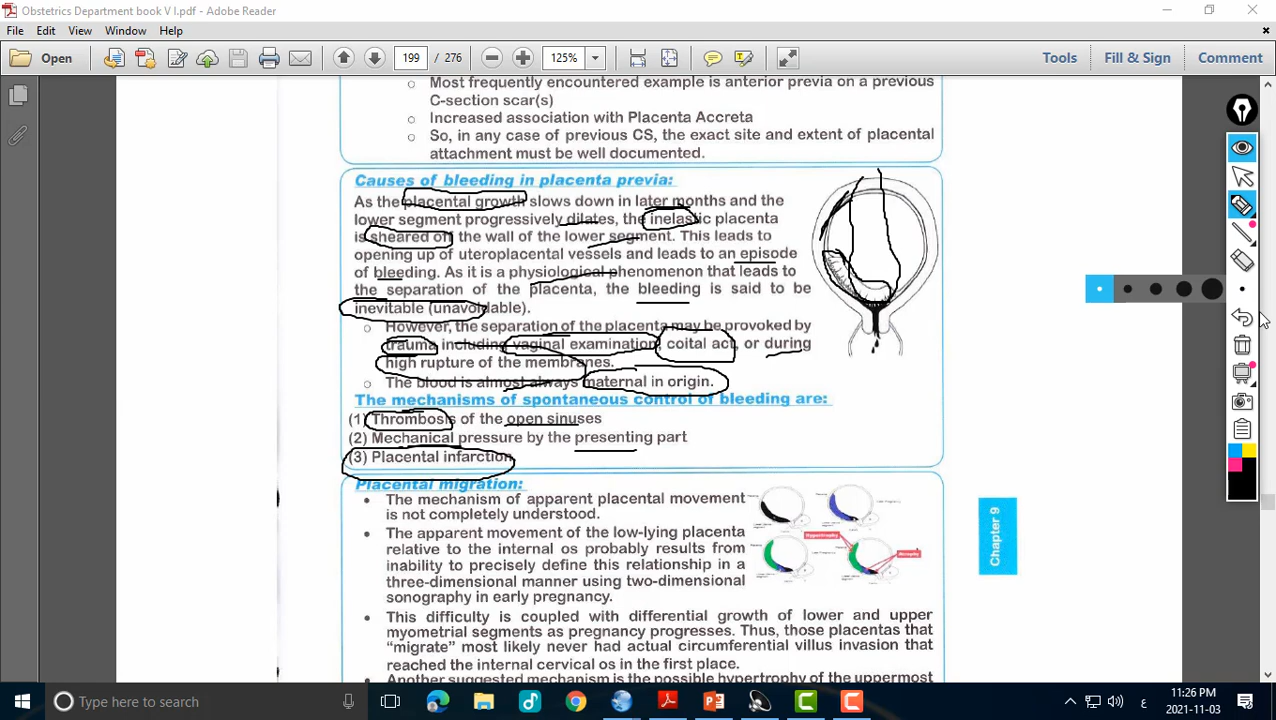 Obstetrics Department book V I.pdf - Adobe Reader
File Edit View Window Help
Open 199 / 276 125% Tools Fill & Sign Comment
Most frequently encountered example is anterior previa on a previous
C-section scar(s)
Increased association with Placenta Accreta
So, in any case of previous CS, the exact site and extent of placental
attachment must be well documented.
Causes of bleeding in placenta previa:
As the placental growth slows down in later months and the
lower segment progressively dilates, the inelastic placenta
is sheared off the wall of the lower segment. This leads to
opening up of uteroplacental vessels and leads to an episode
of bleeding. As it is a physiological phenomenon that leads to
the separation of the placenta, the bleeding is said to be
inevitable (unavoidable).
However, the separation of the placenta may be provoked by
trauma including vaginal examination, coital act, or during
high rupture of the membranes.
The blood is almost always maternal in origin.
The mechanisms of spontaneous control of bleeding are:
(1) Thrombosis of the open sinuses
(2) Mechanical pressure by the presenting part
(3) Placental infarction
Placental migration:
The mechanism of apparent placental movement
is not completely understood.
The apparent movement of the low-lying placenta
relative to the internal os probably results from
inability to precisely define this relationship in a
three-dimensional manner using two-dimensional
sonography in early pregnancy.
Hypertrophy
This difficulty is coupled with differential growth of lower and upper
myometrial segments as pregnancy progresses. Thus, those placentas that
“migrate” most likely never had actual circumferential villus invasion that
reached the internal cervical os in the first place.
Another suggested mechanism is the possible hypertrophy of the uppermost
Chapter 9
Type here to search
ع
11:26 PM
2021-11-03